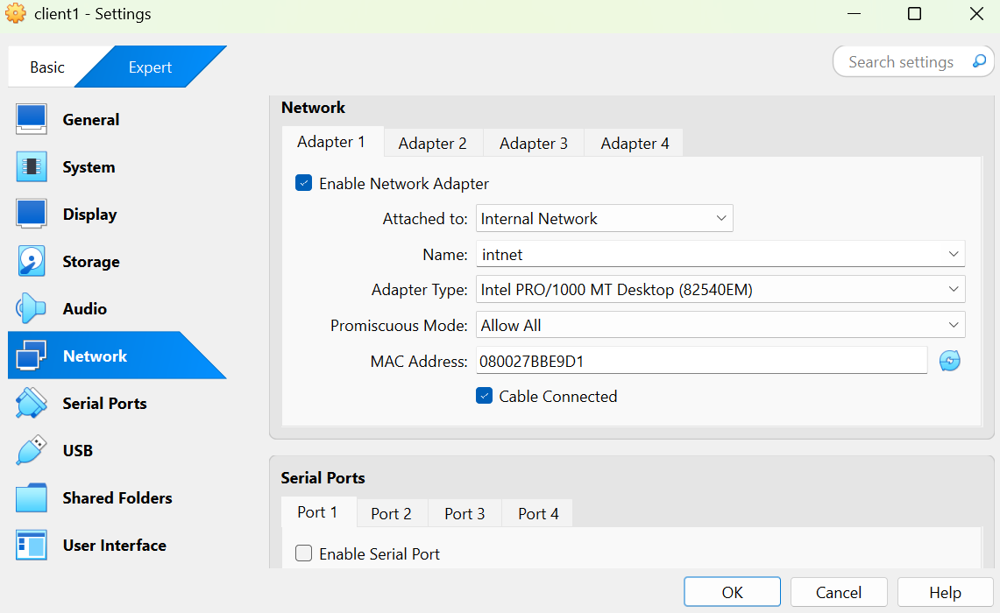 client1 - Settings
Basic
Expert
Search settings
General
System
Display
Storage
Audio
Network
Serial Ports
USB
Shared Folders
User Interface
Network
Adapter 1
Adapter 2
Adapter 3
Adapter 4
Enable Network Adapter
Attached to: Internal Network
Name: intnet
Adapter Type: Intel PRO/1000 MT Desktop (82540EM)
Promiscuous Mode: Allow All
MAC Address: 080027BBE9D1
Cable Connected
Serial Ports
Port 1
Port 2
Port 3
Port 4
Enable Serial Port
OK
Cancel
Help